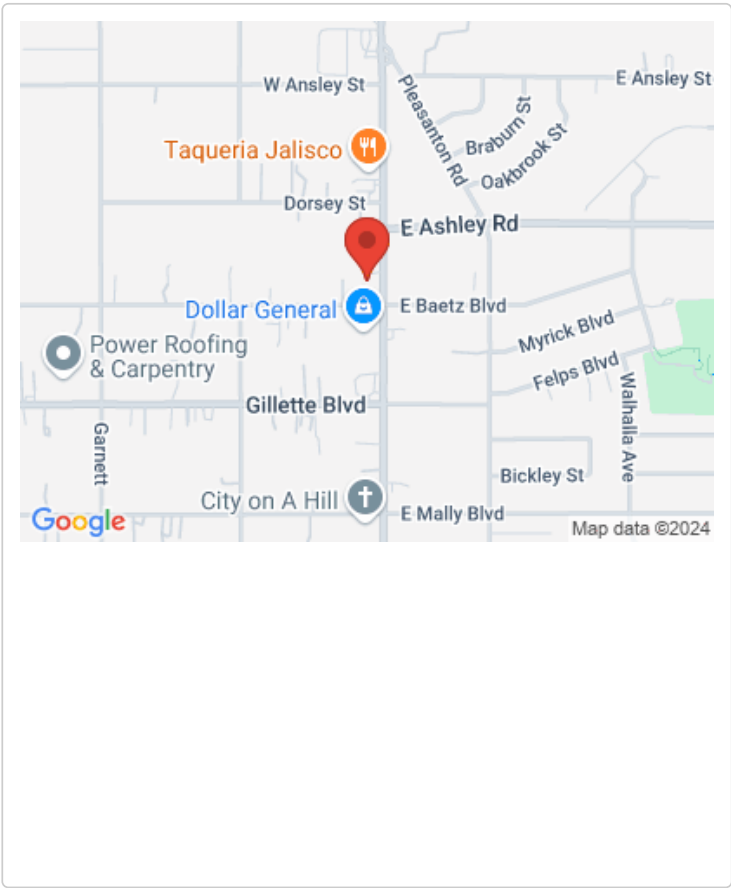 W Ansley St
E Ansley St
Pleasanton Rd
Braburn St
Taqueria Jalisco
Oakbrook St
Dorsey St
E Ashley Rd
Dollar General
E Baetz Blvd
Myrick Blvd
Power Roofing
& Carpentry
Felps Blvd
Walhalla Ave
Gillette Blvd
Garnett
Bickley St
City on A Hill
E Mally Blvd
Google
Map data ©2024